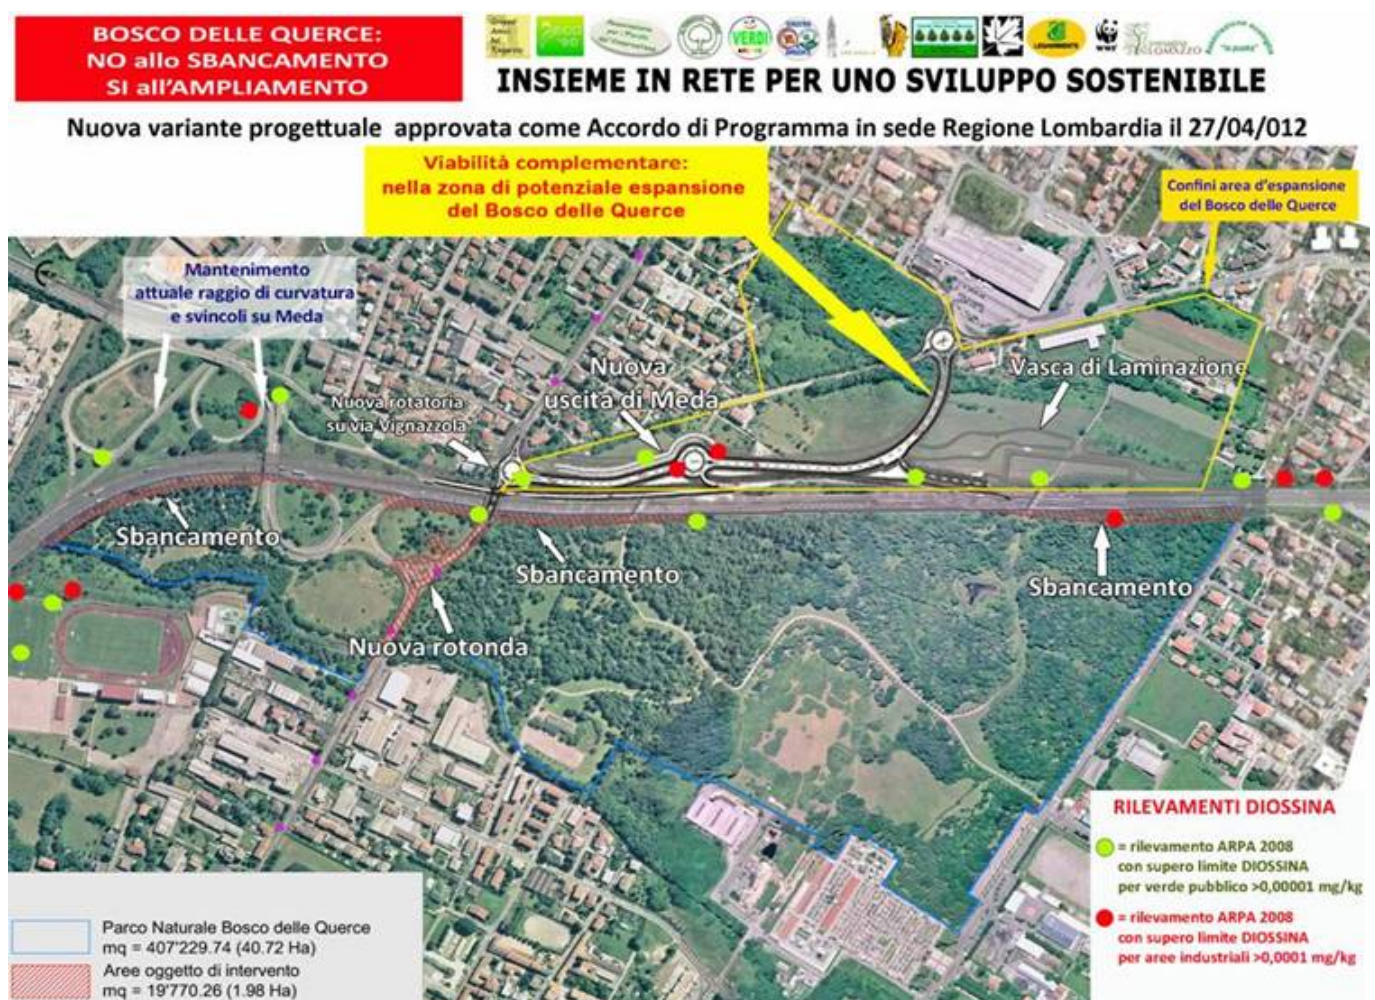 BOSCO DELLE QUERCE:
NO allo SBANCAMENTO
SI all'AMPLIAMENTO
VERDI
LEGAMBIENTE
WWF
INSIEME IN RETE PER UNO SVILUPPO SOSTENIBILE
Nuova variante progettuale approvata come Accordo di Programma in sede Regione Lombardia il 27/04/012
Viabilità complementare:
nella zona di potenziale espansione
del Bosco delle Querce
Confini area d'espansione
del Bosco delle Querce
Mantenimento
attuale raggio di curvatura
e svincoli su Meda
Nuova rotatoria
su via Vignazzola
Nuova
uscita di Meda
Vasca di Laminazione
Sbancamento
Sbancamento
Sbancamento
Nuova rotonda
RILEVAMENTI DIOSSINA
= rilevamento ARPA 2008
con supero limite DIOSSINA
per verde pubblico >0,00001 mg/kg
= rilevamento ARPA 2008
con supero limite DIOSSINA
per aree industriali >0,0001 mg/kg
Parco Naturale Bosco delle Querce
mq = 407'229.74 (40.72 Ha)
Aree oggetto di intervento
mq = 19'770.26 (1.98 Ha)